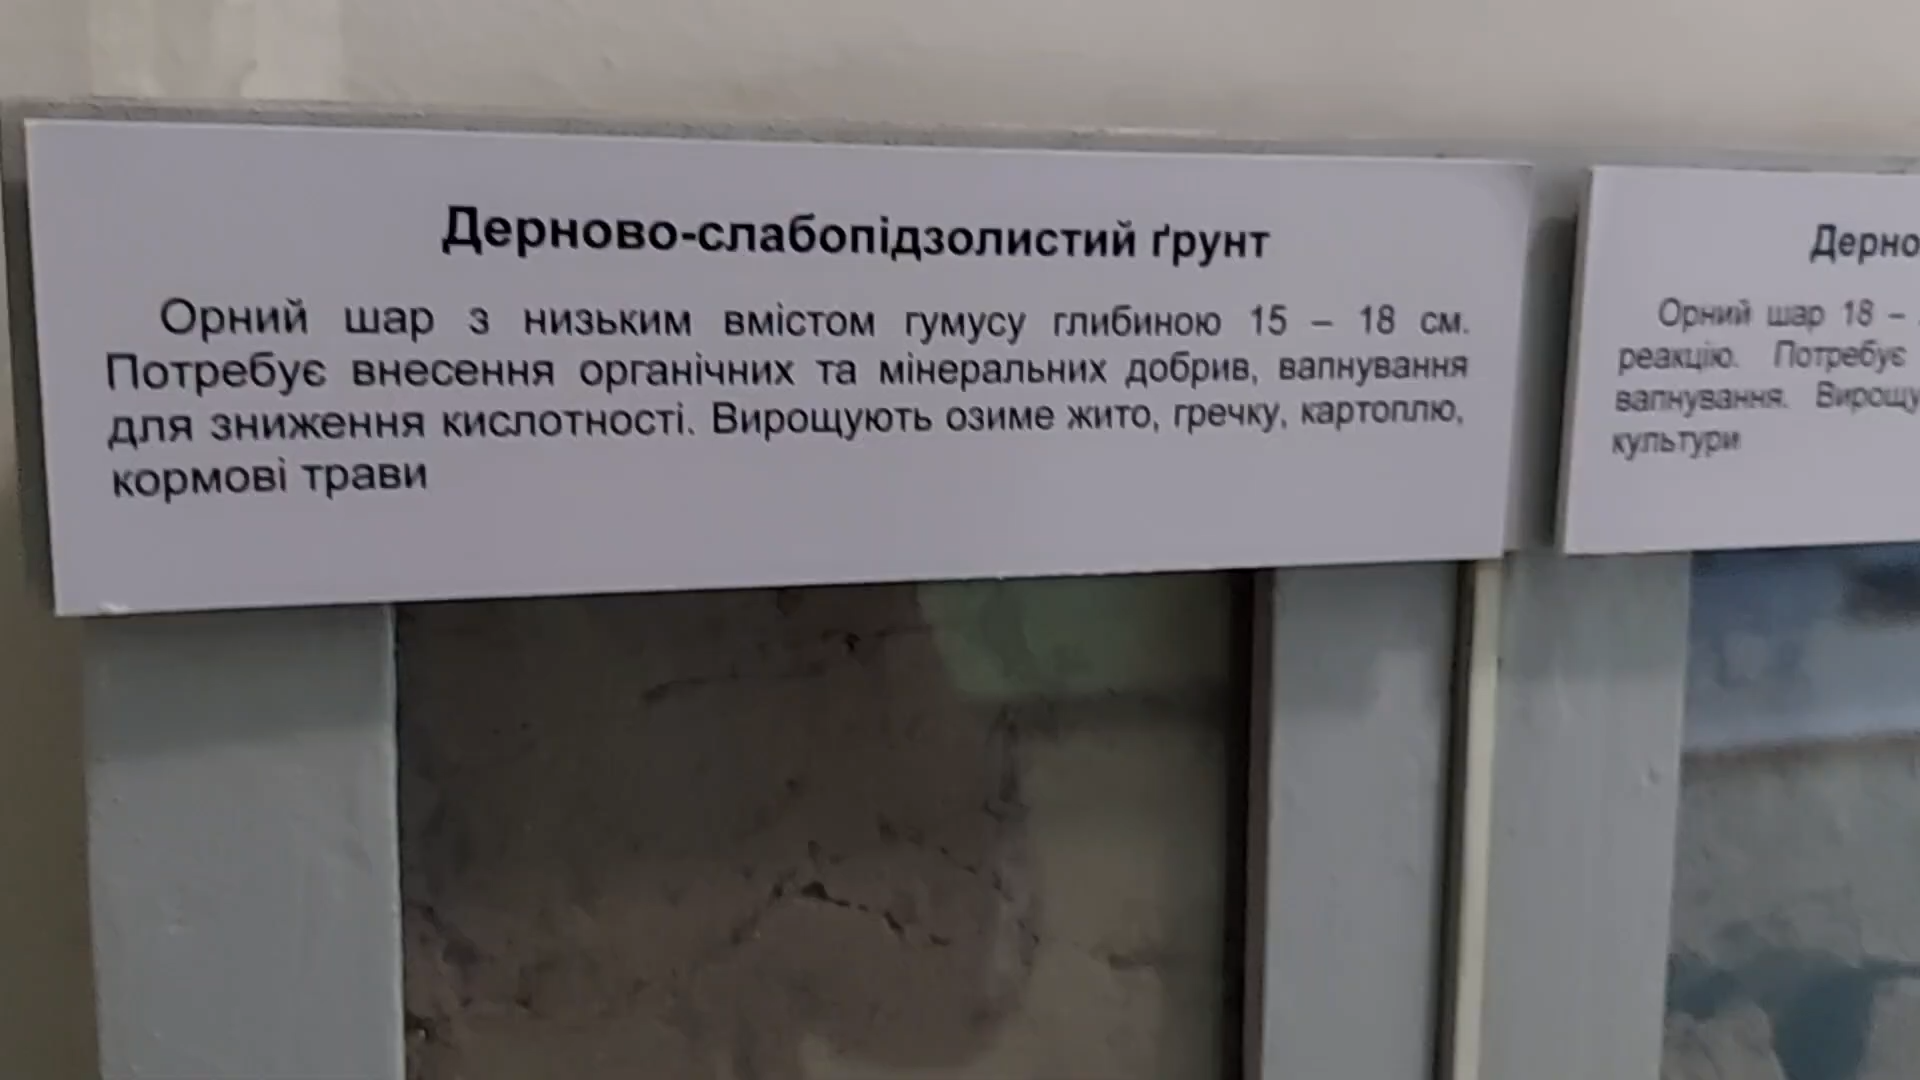 Дерново-слабопідзолистий ґрунт
Орний шар з низьким вмістом гумусу глибиною 15 – 18 см.
Потребує внесення органічних та мінеральних добрив, вапнування
для зниження кислотності. Вирощують озиме жито, гречку, картоплю,
кормові трави
Дерно
Орний шар 18 –
реакцію. Потребує
вапнування. Вирощу
культури